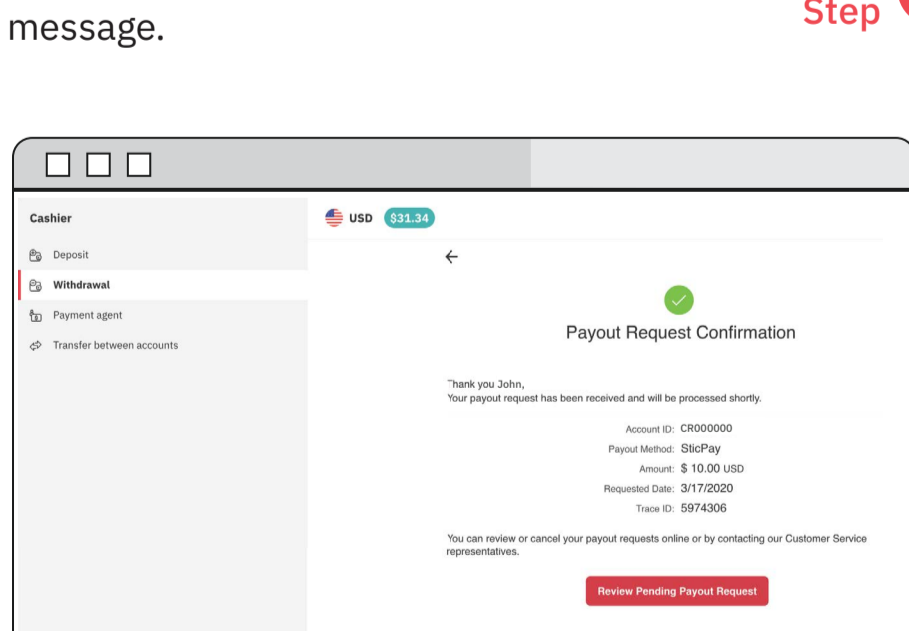 Step
message.
Cashier
USD $31.34
Deposit
Withdrawal
Payment agent
Transfer between accounts
Payout Request Confirmation
Thank you John,
Your payout request has been received and will be processed shortly.
Account ID: CR000000
Payout Method: SticPay
Amount: $ 10.00 USD
Requested Date: 3/17/2020
Trace ID: 5974306
You can review or cancel your payout requests online or by contacting our Customer Service
representatives.
Review Pending Payout Request